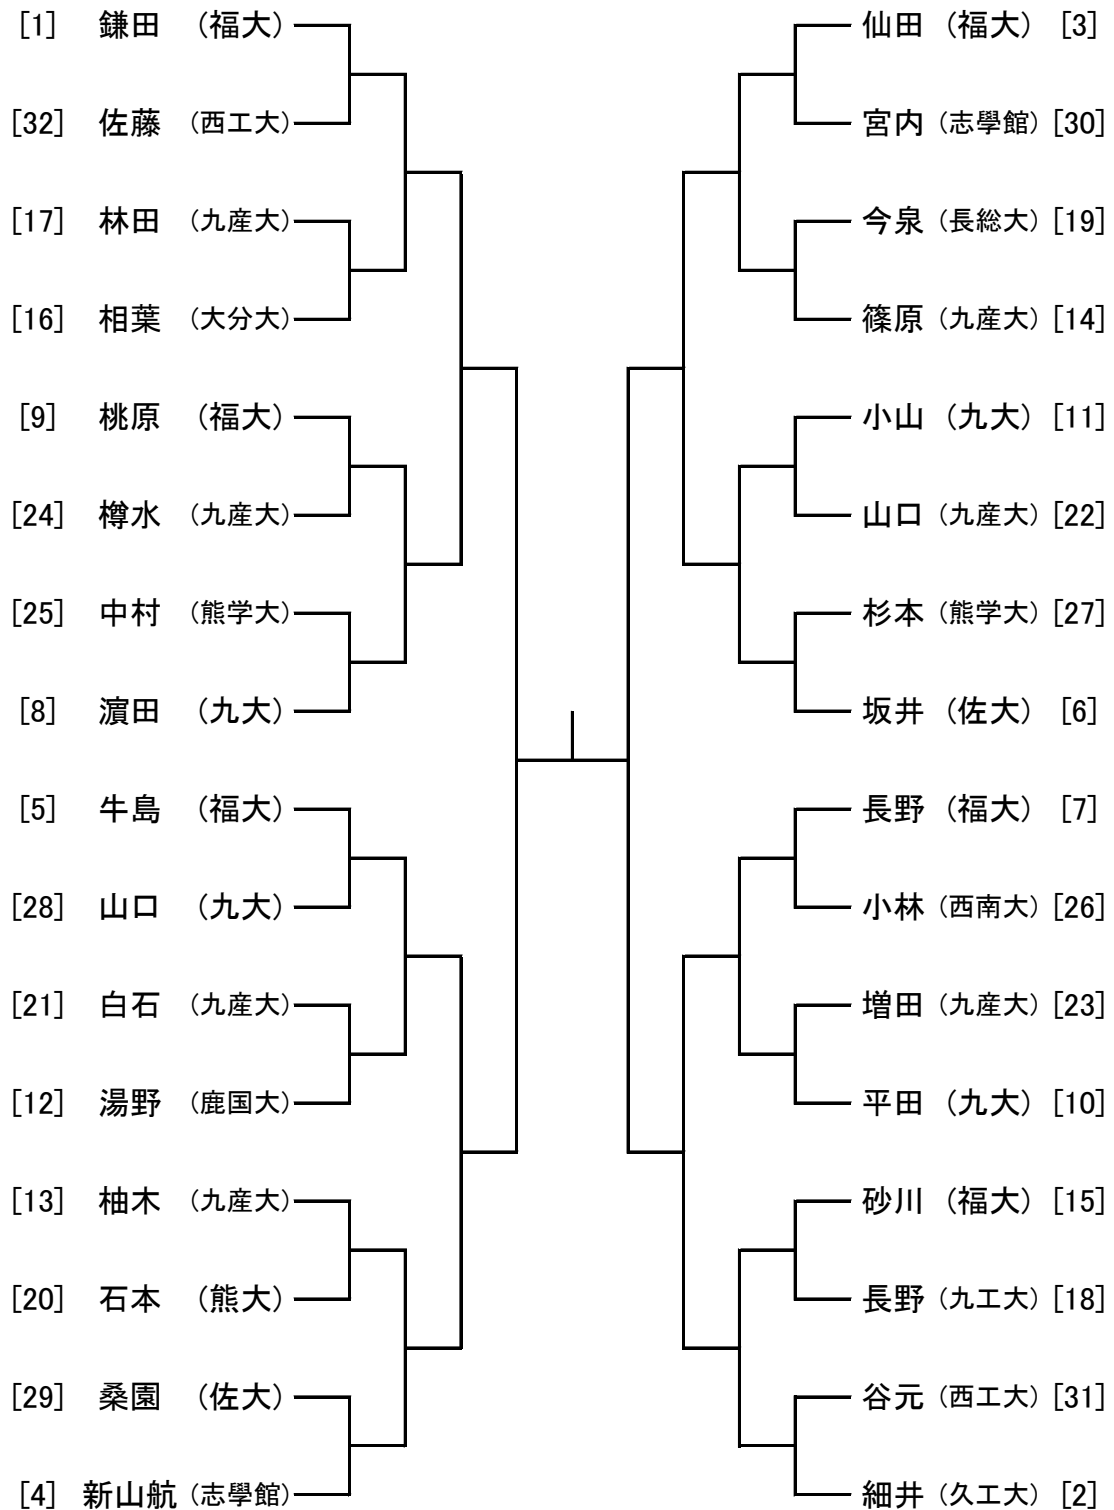 [1] 鎌田 （福大）
[32] 佐藤 （西工大）
[17] 林田 （九産大）
[16] 相葉 （大分大）
[9] 桃原 （福大）
[24] 樽水 （九産大）
[25] 中村 （熊学大）
[8] 濵田 （九大）
[5] 牛島 （福大）
[28] 山口 （九大）
[21] 白石 （九産大）
[12] 湯野 （鹿国大）
[13] 柚木 （九産大）
[20] 石本 （熊大）
[29] 桑園 （佐大）
[4] 新山航 （志學館）
仙田 （福大） [3]
宮内 （志學館） [30]
今泉 （長総大） [19]
篠原 （九産大） [14]
小山 （九大） [11]
山口 （九産大） [22]
杉本 （熊学大） [27]
坂井 （佐大） [6]
長野 （福大） [7]
小林 （西南大） [26]
増田 （九産大） [23]
平田 （九大） [10]
砂川 （福大） [15]
長野 （九工大） [18]
谷元 （西工大） [31]
細井 （久工大） [2]